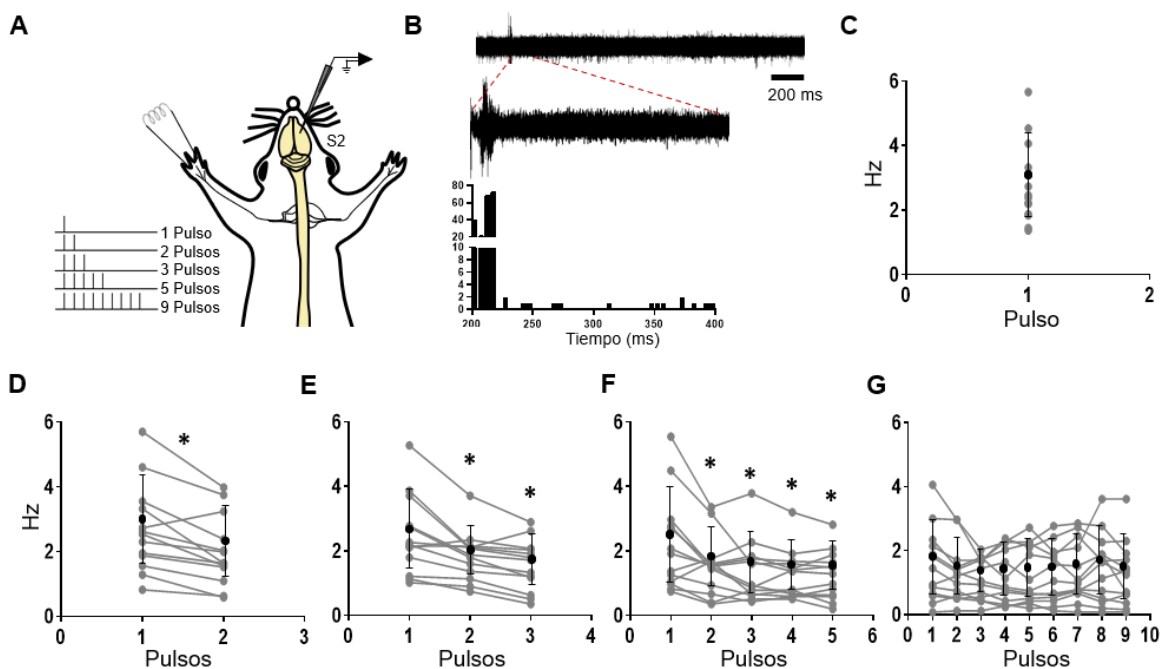 A
S2
1 Pulso
2 Pulsos
3 Pulsos
5 Pulsos
9 Pulsos
B
200 ms
80
60
40
20
10
8
6
4
2
0
200 250 300 350 400
Tiempo (ms)
C
6
4
2
0
Hz
0 1 2
Pulso
D
6
4
2
0
Hz
*
0 1 2 3
Pulsos
E
6
4
2
0
* *
0 1 2 3 4
Pulsos
F
6
4
2
0
* * * *
0 1 2 3 4 5 6
Pulsos
G
6
4
2
0
0 1 2 3 4 5 6 7 8 9 10
Pulsos